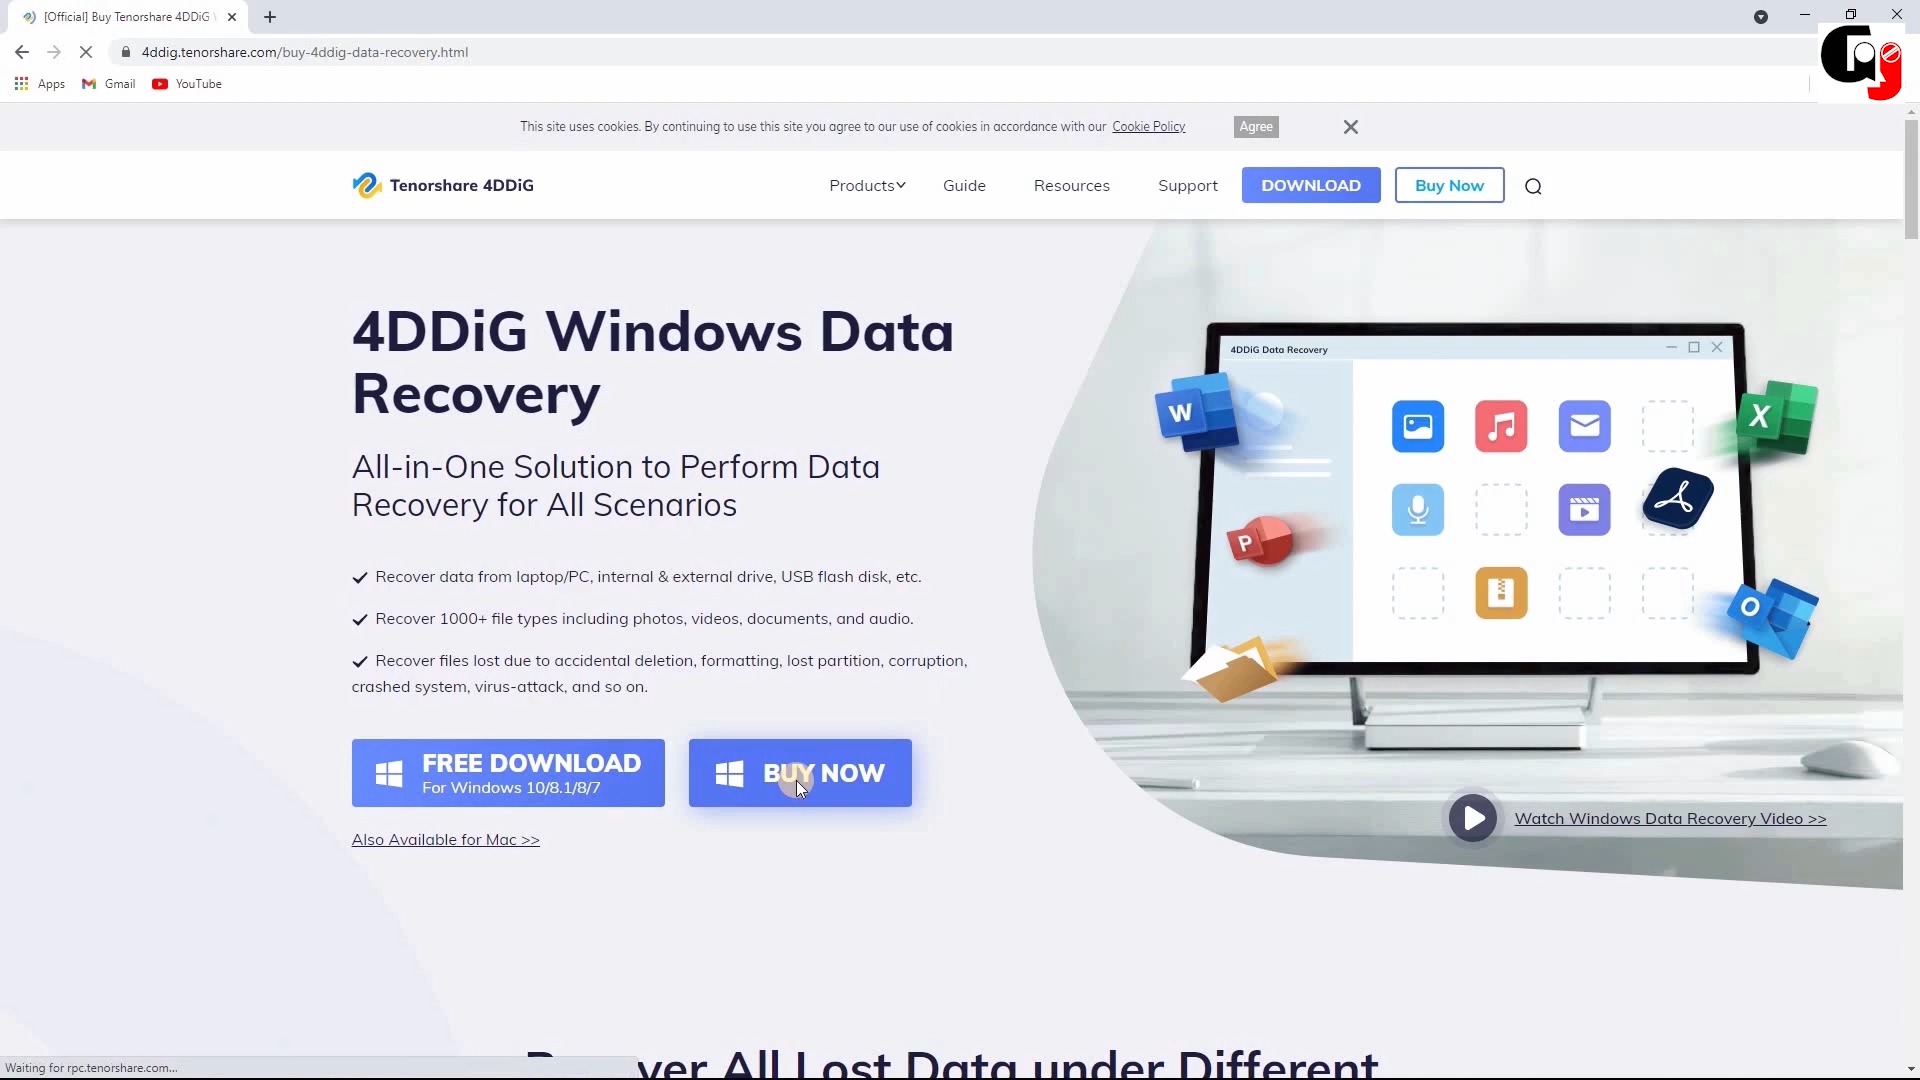 [Official] Buy Tenorshare 4DDiG
4ddig.tenorshare.com/buy-4ddig-data-recovery.html
Apps
Gmail
YouTube
This site uses cookies. By continuing to use this site you agree to our use of cookies in accordance with our Cookie Policy
Agree
Tenorshare 4DDiG
Products
Guide
Resources
Support
DOWNLOAD
Buy Now
4DDiG Windows Data
Recovery
All-in-One Solution to Perform Data
Recovery for All Scenarios
Recover data from laptop/PC, internal & external drive, USB flash disk, etc.
Recover 1000+ file types including photos, videos, documents, and audio.
Recover files lost due to accidental deletion, formatting, lost partition, corruption,
crashed system, virus-attack, and so on.
FREE DOWNLOAD
For Windows 10/8.1/8/7
BUY NOW
Also Available for Mac >>
4DDiG Data Recovery
W
X
P
O
Watch Windows Data Recovery Video >>
All Lost Data under Different
Waiting for rpc.tenorshare.com...